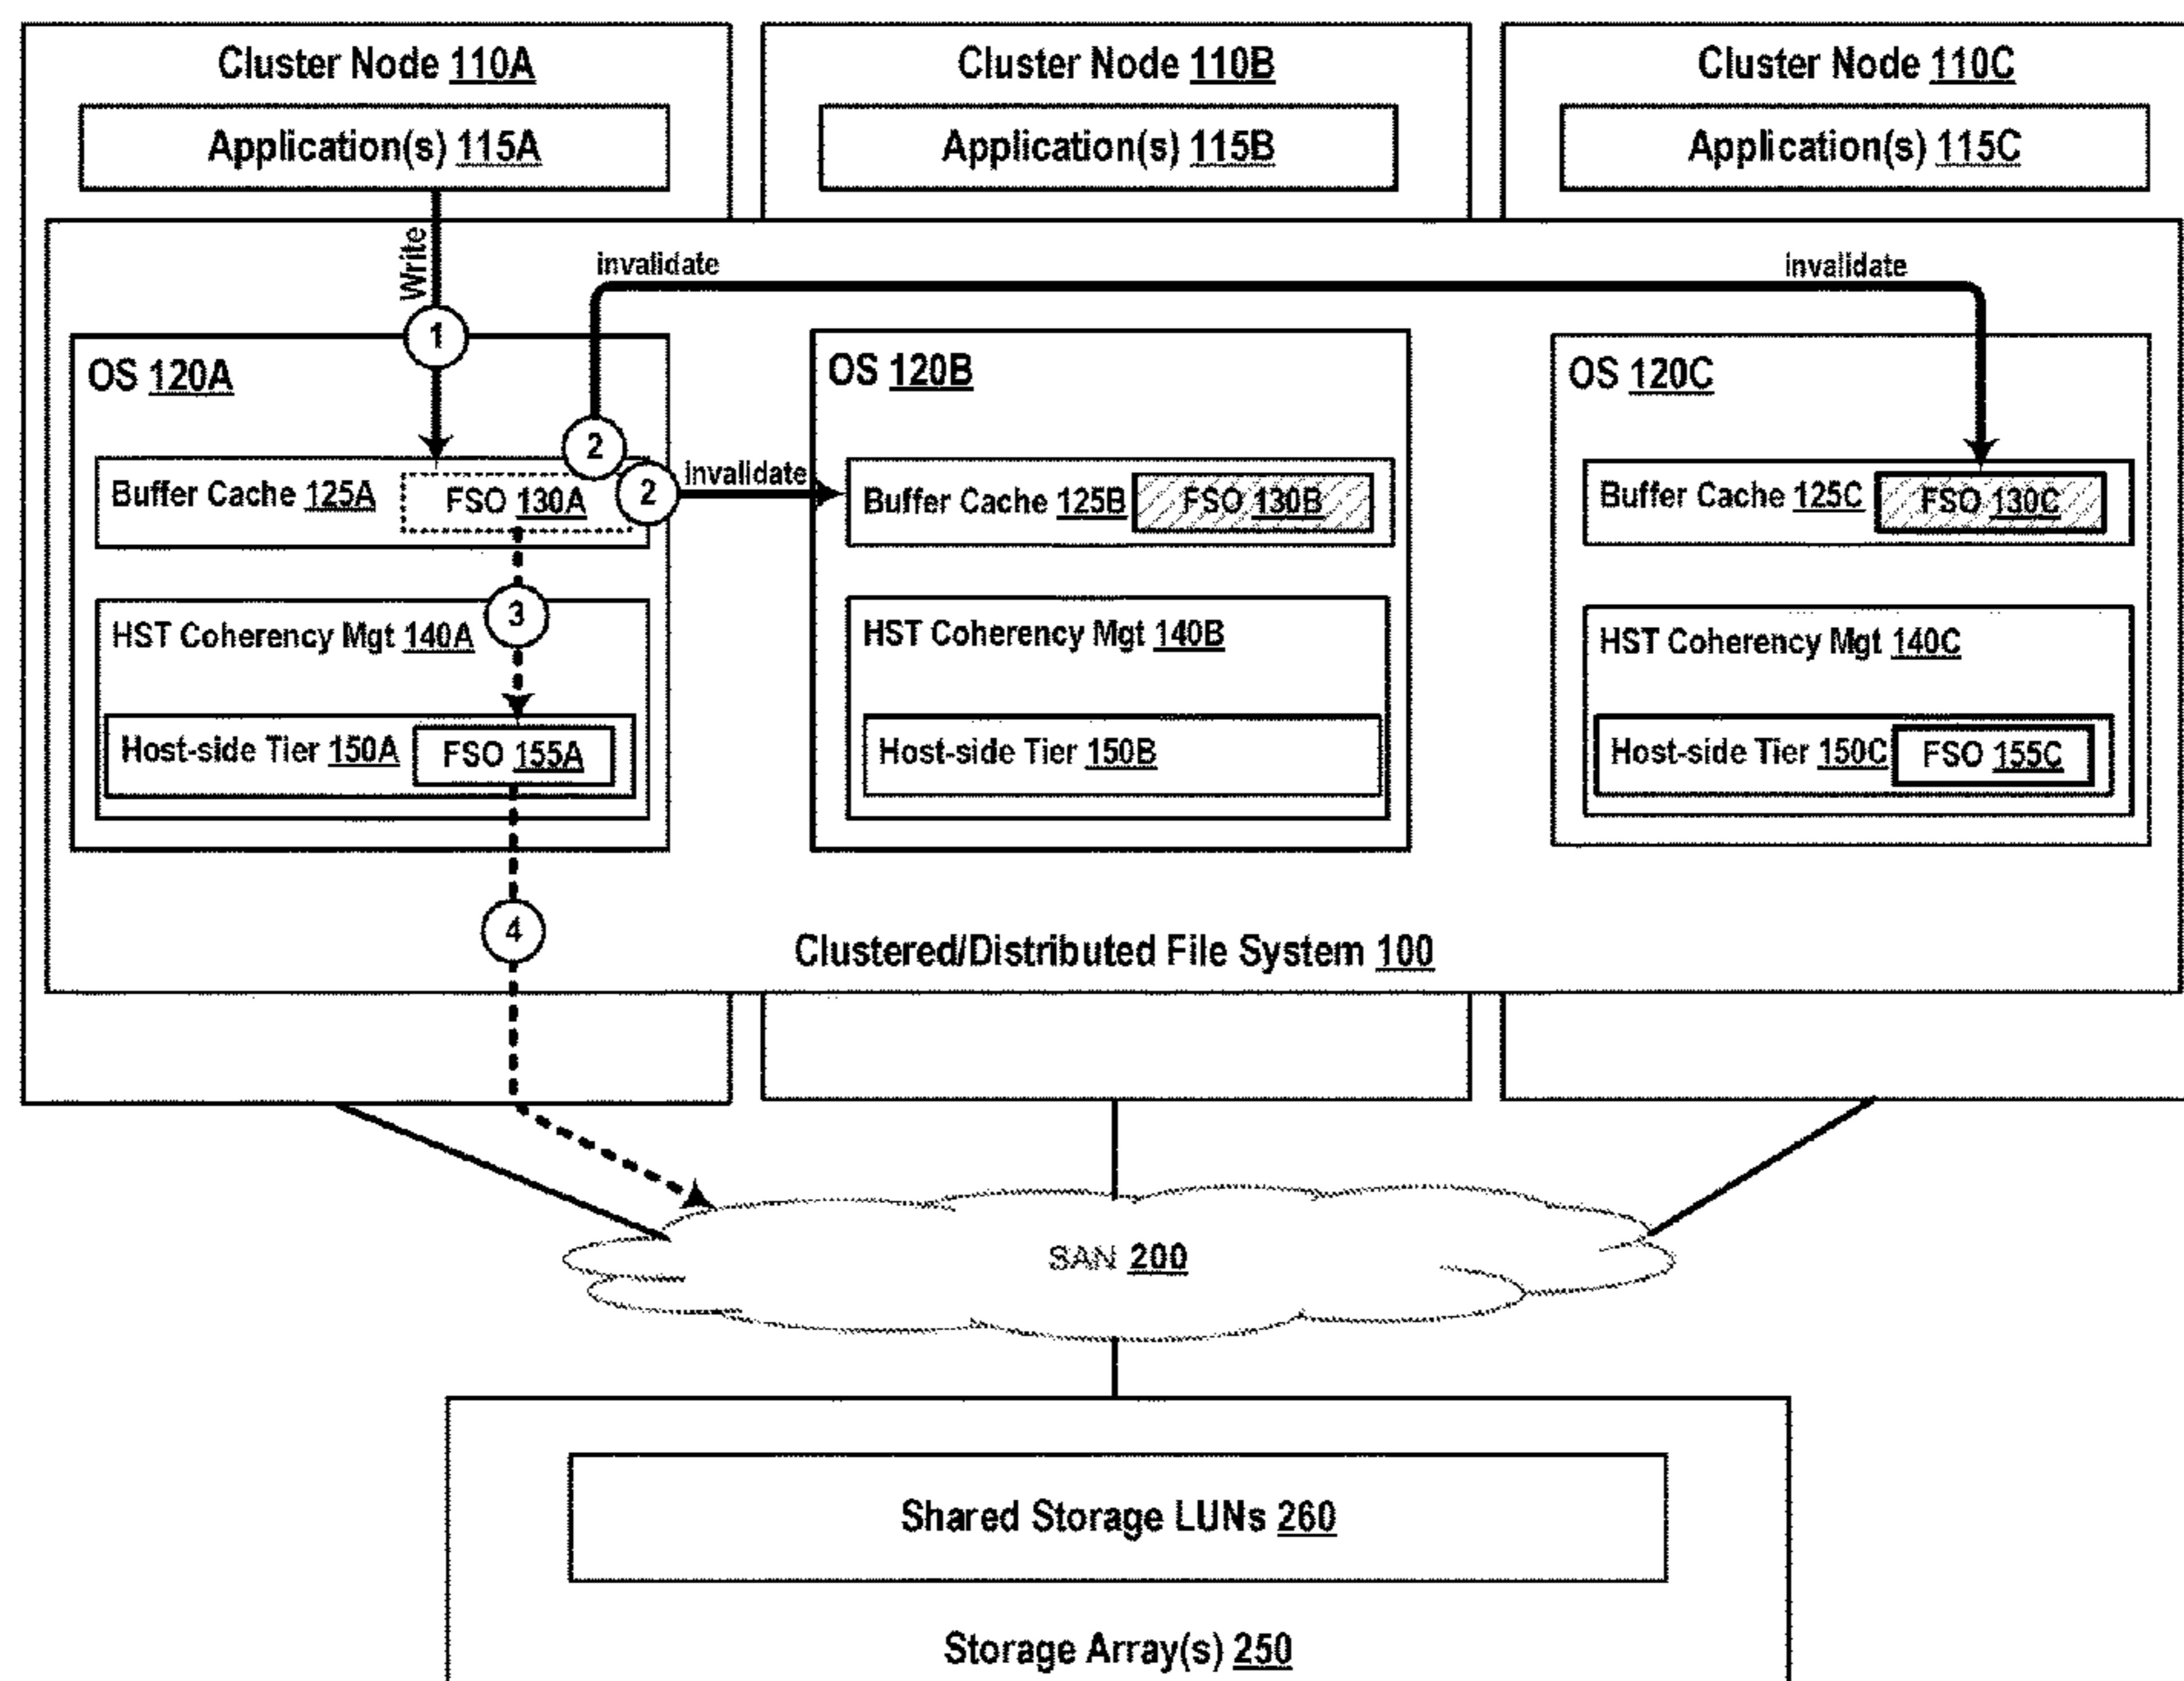 Cluster Node 110A
Application(s) 115A
Cluster Node 110B
Application(s) 115B
Cluster Node 110C
Application(s) 115C
Write
invalidate
invalidate
1
OS 120A
2
2
invalidate
Buffer Cache 125A
FSO 130A
3
HST Coherency Mgt 140A
Host-side Tier 150A
FSO 155A
4
OS 120B
Buffer Cache 125B
FSO 130B
HST Coherency Mgt 140B
Host-side Tier 150B
OS 120C
Buffer Cache 125C
FSO 130C
HST Coherency Mgt 140C
Host-side Tier 150C
FSO 155C
Clustered/Distributed File System 100
SAN 200
Shared Storage LUNs 260
Storage Array(s) 250